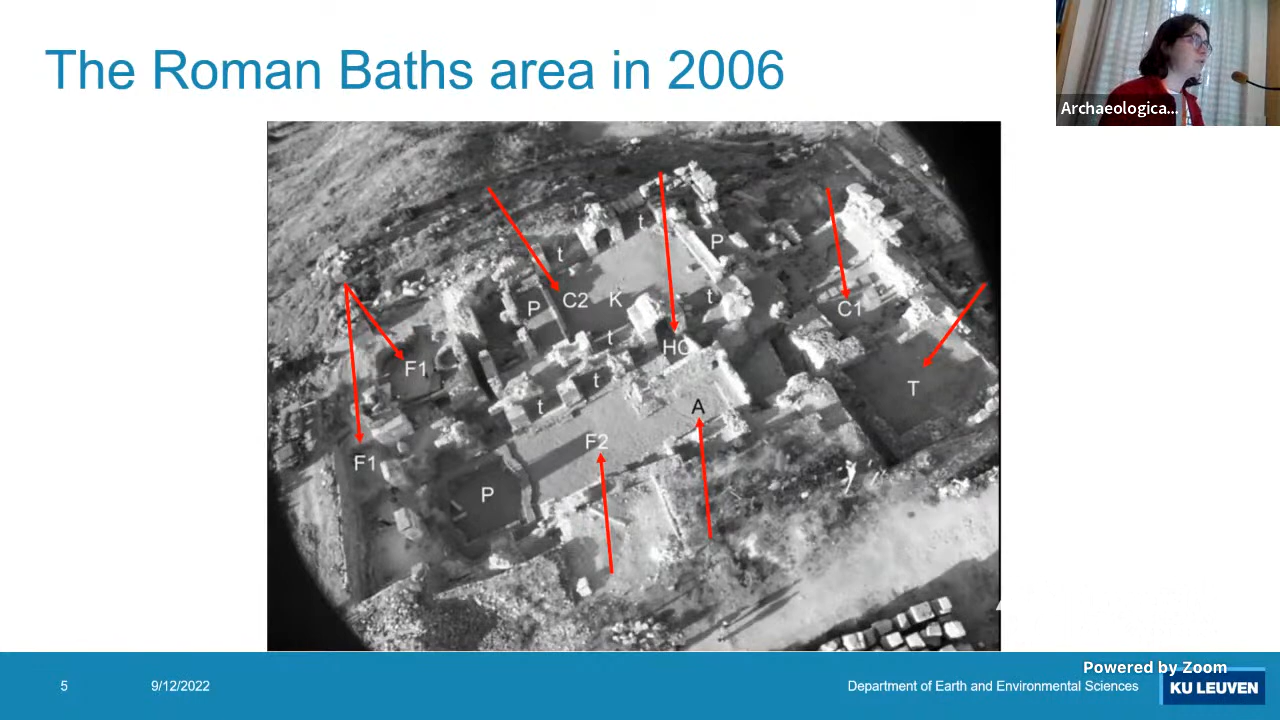 The Roman Baths area in 2006
Archaeologica...
t
t
P
C2
K
P
t
C1
t
HC
F1
t
T
t
A
F2
F1
P
Powered by Zoom
5
9/12/2022
Department of Earth and Environmental Sciences
KU LEUVEN